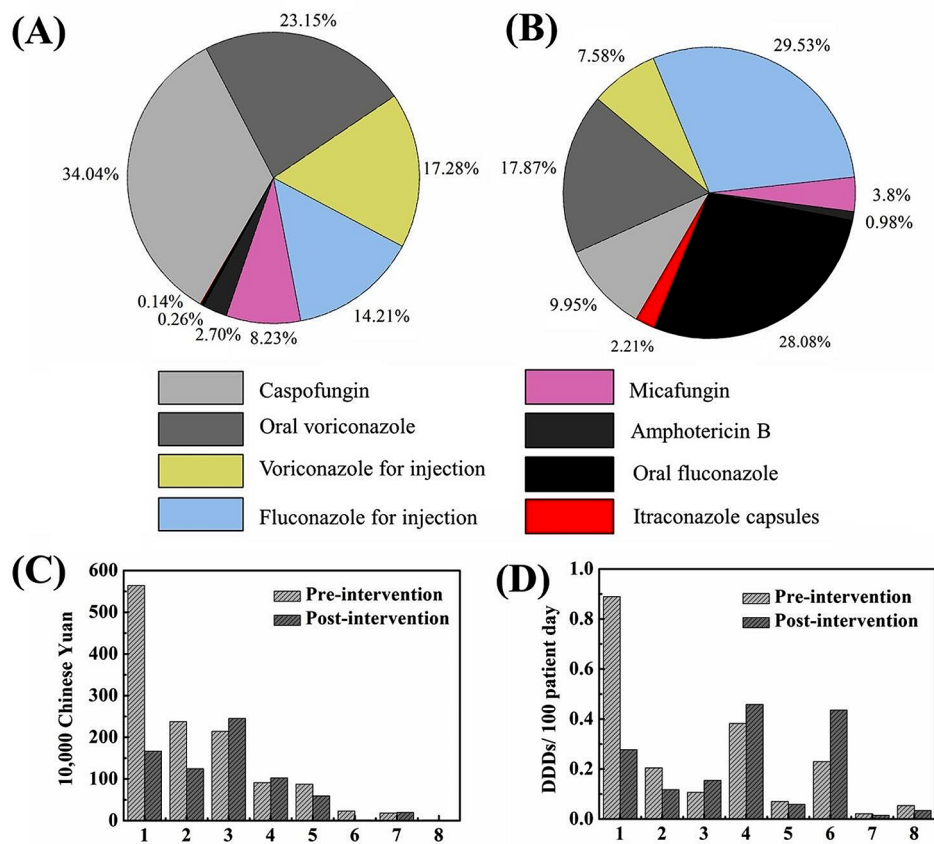 (A)
23.15%
17.28%
14.21%
8.23%
2.70%
0.26%
0.14%
34.04%
(B)
29.53%
3.8%
0.98%
28.08%
2.21%
9.95%
17.87%
7.58%
Caspofungin
Oral voriconazole
Voriconazole for injection
Fluconazole for injection
Micafungin
Amphotericin B
Oral fluconazole
Itraconazole capsules
(C)
10,000 Chinese Yuan
600
500
400
300
200
100
0
Pre-intervention
Post-intervention
1 2 3 4 5 6 7 8
(D)
DDDs/ 100 patient day
1.0
0.8
0.6
0.4
0.2
0.0
Pre-intervention
Post-intervention
1 2 3 4 5 6 7 8